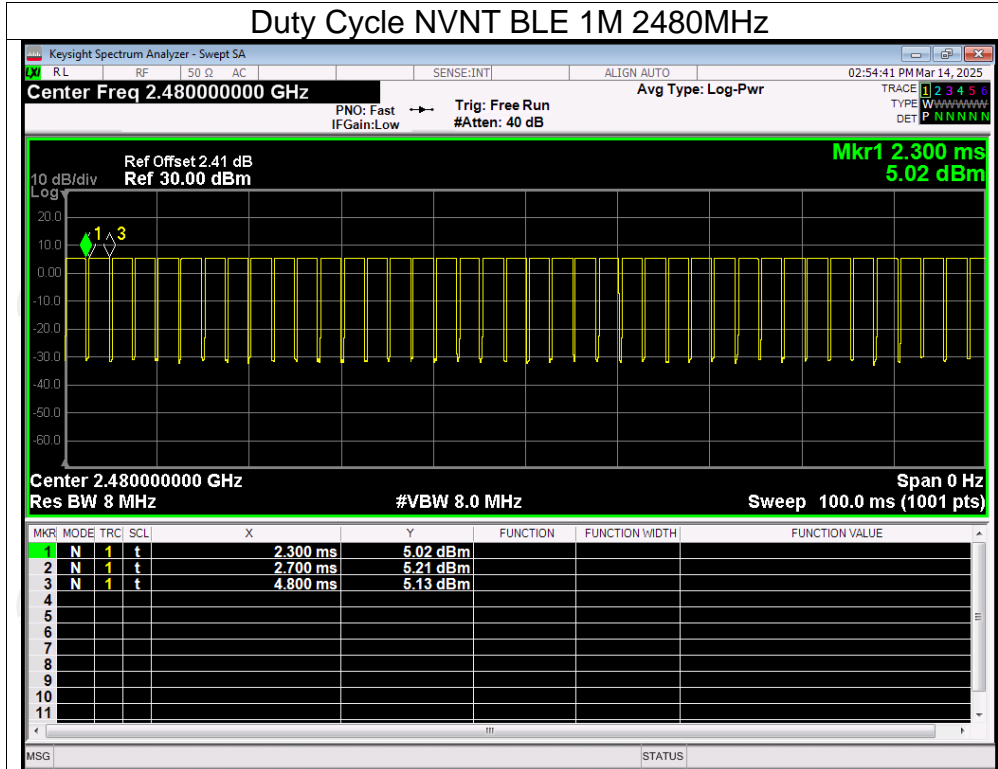 Duty Cycle NVNT BLE 1M 2480MHz
Keysight Spectrum Analyzer - Swept SA
LXI RL RF 50 Ω AC SENSE:INT ALIGN AUTO 02:54:41 PM Mar 14, 2025
Center Freq 2.480000000 GHz Avg Type: Log-Pwr TRACE 1 2 3 4 5 6
PNO: Fast Trig: Free Run TYPE WWWWWW
IFGain:Low #Atten: 40 dB DET P N N N N N
Mkr1 2.300 ms
5.02 dBm
Ref Offset 2.41 dB
10 dB/div Ref 30.00 dBm
Log
20.0
1 3
10.0
0.00
-10.0
-20.0
-30.0
-40.0
-50.0
-60.0
Center 2.480000000 GHz Span 0 Hz
Res BW 8 MHz #VBW 8.0 MHz Sweep 100.0 ms (1001 pts)
MKR MODE TRC SCL X Y FUNCTION FUNCTION WIDTH FUNCTION VALUE
1 N 1 t 2.300 ms 5.02 dBm
2 N 1 t 2.700 ms 5.21 dBm
3 N 1 t 4.800 ms 5.13 dBm
4
5
6
7
8
9
10
11
MSG STATUS